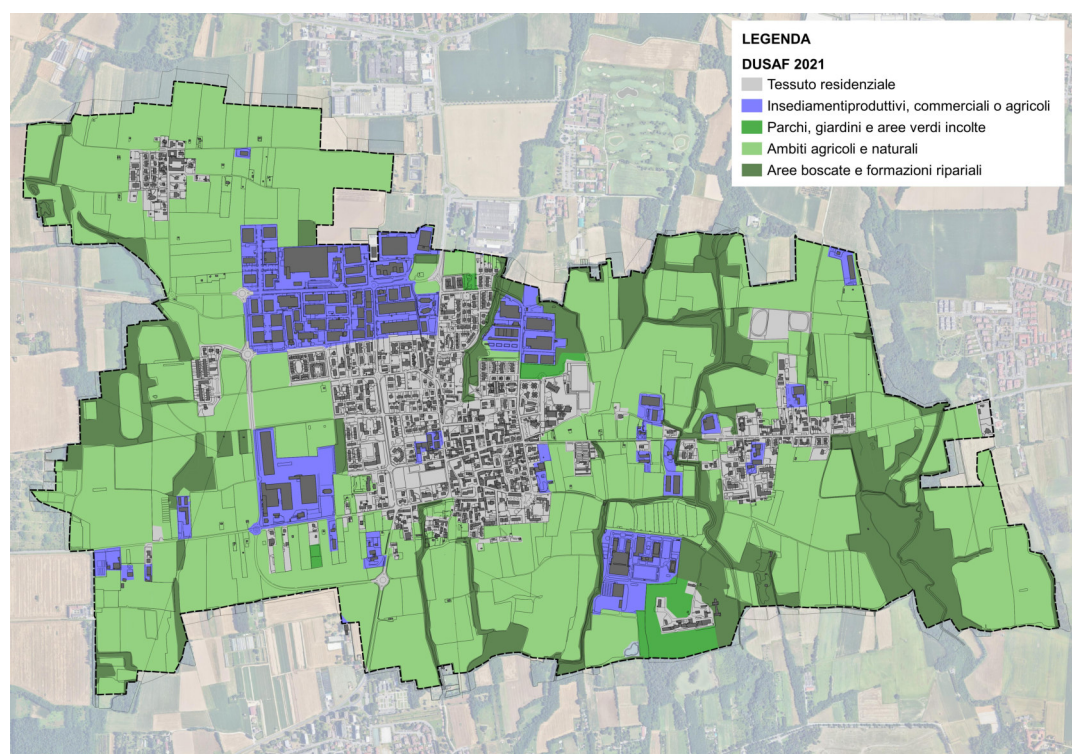 LEGENDA
DUSAF 2021
Tessuto residenziale
Insediamentiproduttivi, commerciali o agricoli
Parchi, giardini e aree verdi incolte
Ambiti agricoli e naturali
Aree boscate e formazioni ripariali